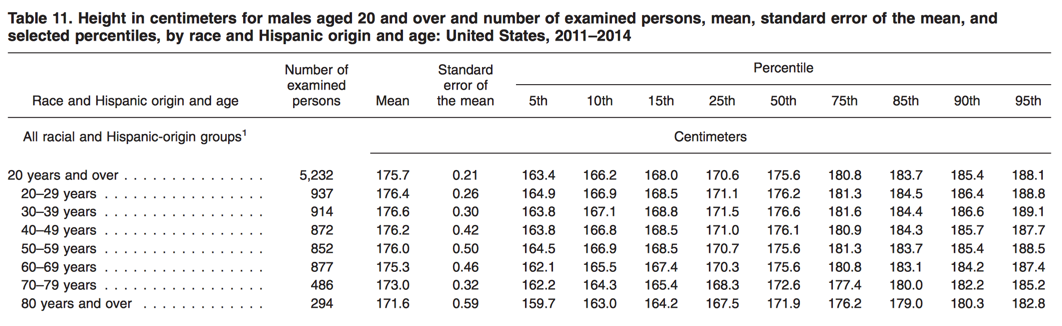 Table 11. Height in centimeters for males aged 20 and over and number of examined persons, mean, standard error of the mean, and
selected percentiles, by race and Hispanic origin and age: United States, 2011–2014
Number of examined persons
Standard error of the mean
Percentile
Race and Hispanic origin and age Mean 5th 10th 15th 25th 50th 75th 85th 90th 95th
All racial and Hispanic-origin groups1 Centimeters
20 years and over . . . . . . . . . . . . . . . 5,232 175.7 0.21 163.4 166.2 168.0 170.6 175.6 180.8 183.7 185.4 188.1
20–29 years . . . . . . . . . . . . . . . . . 937 176.4 0.26 164.9 166.9 168.5 171.1 176.2 181.3 184.5 186.4 188.8
30–39 years . . . . . . . . . . . . . . . . . 914 176.6 0.30 163.8 167.1 168.8 171.5 176.6 181.6 184.4 186.6 189.1
40–49 years . . . . . . . . . . . . . . . . . 872 176.2 0.42 163.8 166.8 168.5 171.0 176.1 180.9 184.3 185.7 187.7
50–59 years . . . . . . . . . . . . . . . . . 852 176.0 0.50 164.5 166.9 168.5 170.7 175.6 181.3 183.7 185.4 188.5
60–69 years . . . . . . . . . . . . . . . . . 877 175.3 0.46 162.1 165.5 167.4 170.3 175.6 180.8 183.1 184.2 187.4
70–79 years . . . . . . . . . . . . . . . . . 486 173.0 0.32 162.2 164.3 165.4 168.3 172.6 177.4 180.0 182.2 185.2
80 years and over . . . . . . . . . . . . . 294 171.6 0.59 159.7 163.0 164.2 167.5 171.9 176.2 179.0 180.3 182.8